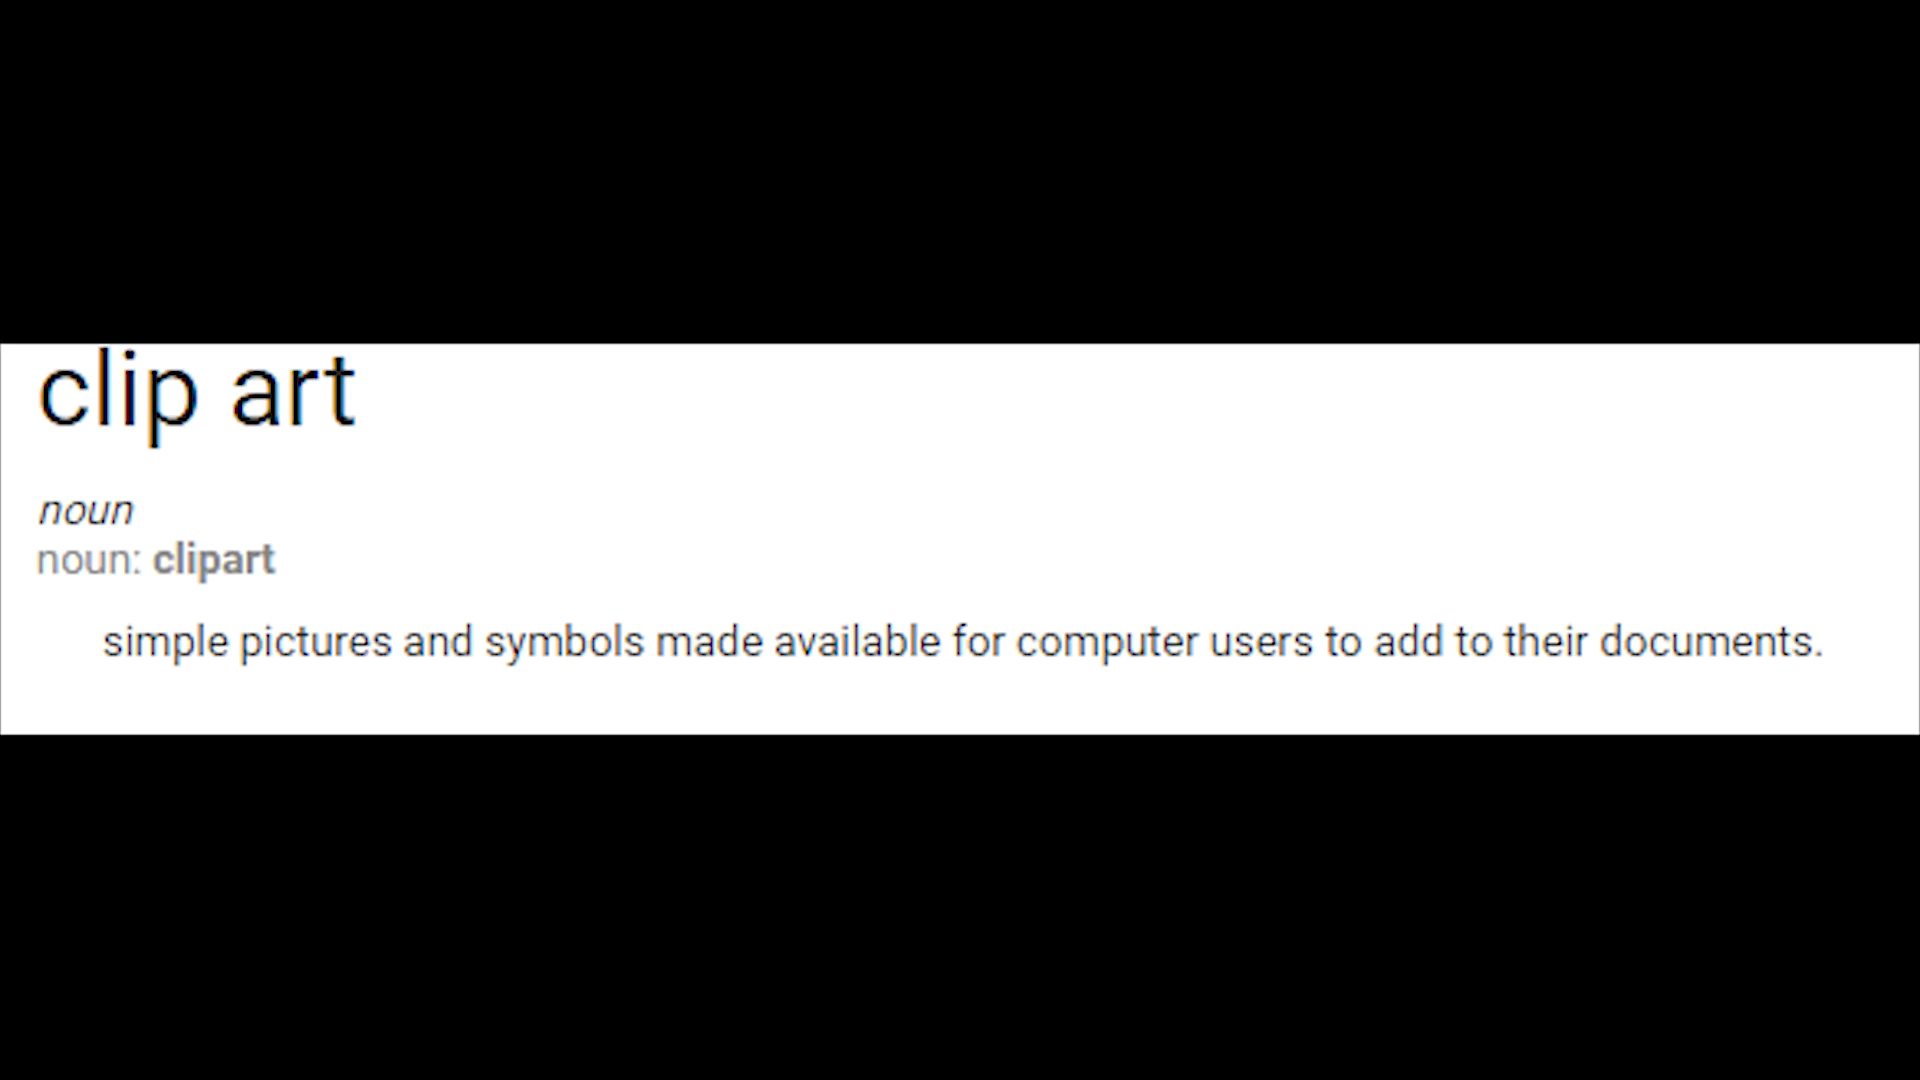 clip art
noun
noun: clipart
simple pictures and symbols made available for computer users to add to their documents.